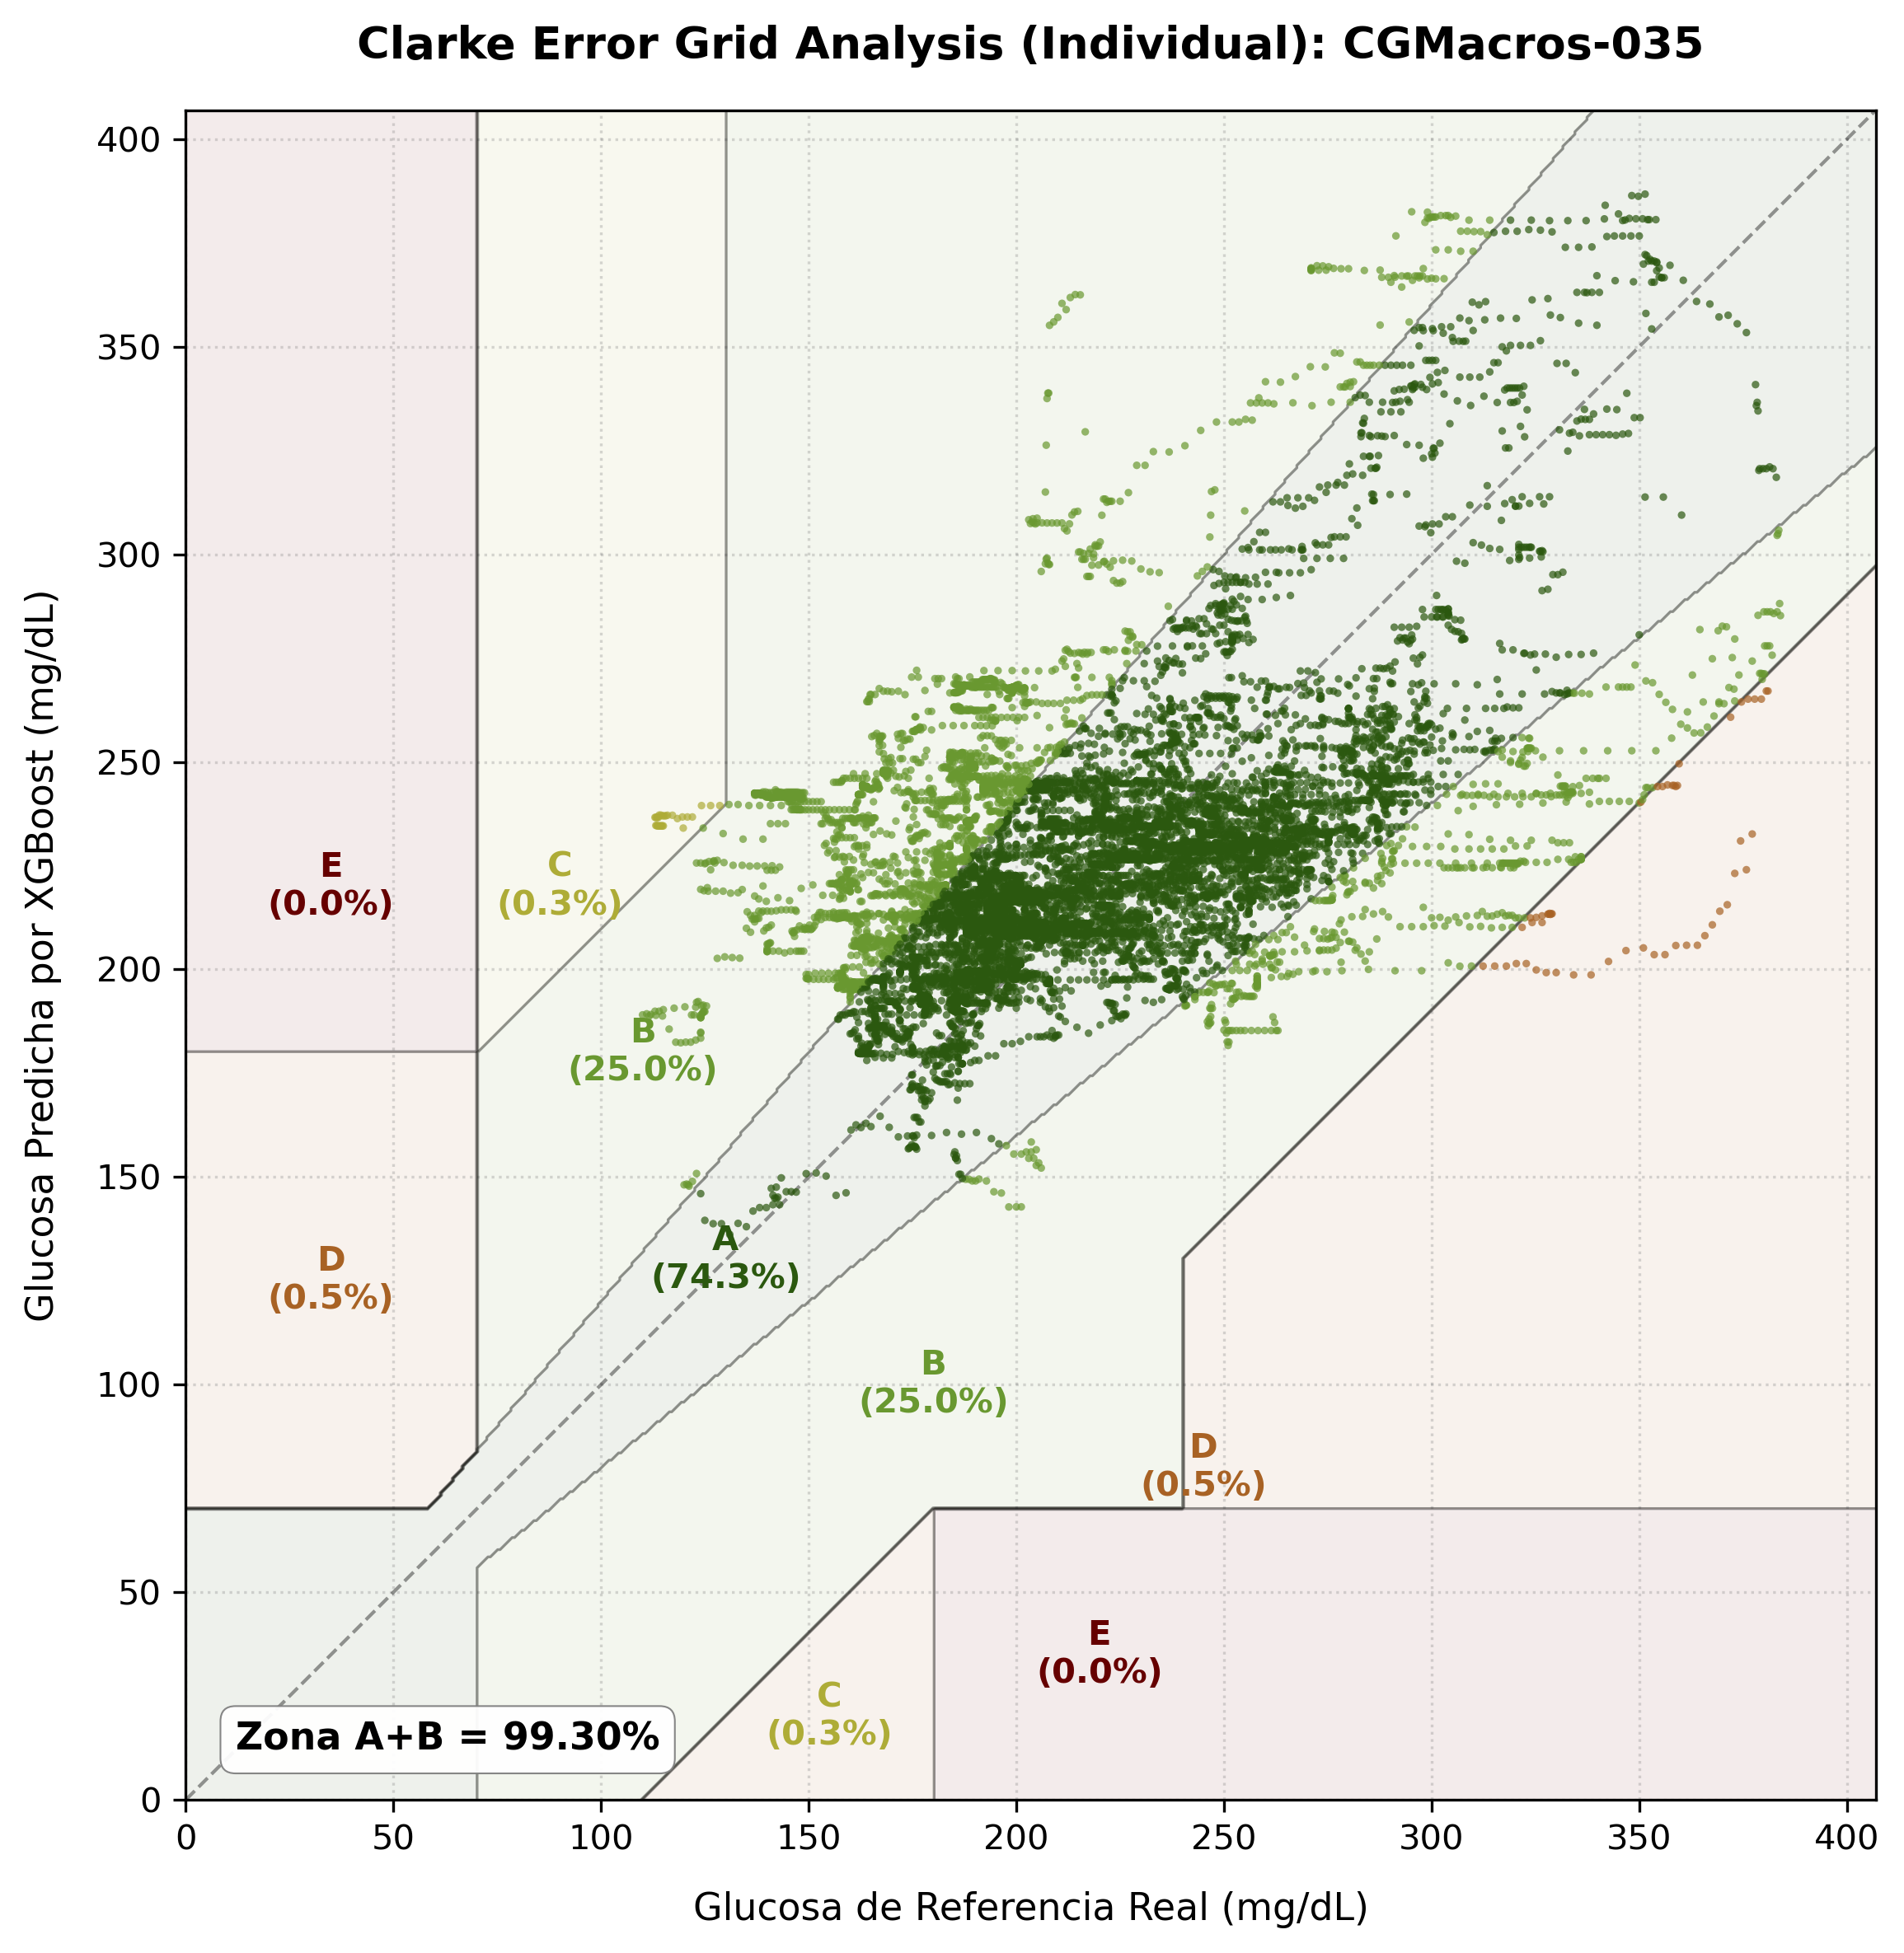 Clarke Error Grid Analysis (Individual): CGMacros-035
Glucosa Predicha por XGBoost (mg/dL)
400
350
300
250
200
150
100
50
0
E
(0.0%)
C
(0.3%)
B
(25.0%)
D
(0.5%)
A
(74.3%)
B
(25.0%)
D
(0.5%)
E
(0.0%)
C
(0.3%)
Zona A+B = 99.30%
0 50 100 150 200 250 300 350 400
Glucosa de Referencia Real (mg/dL)